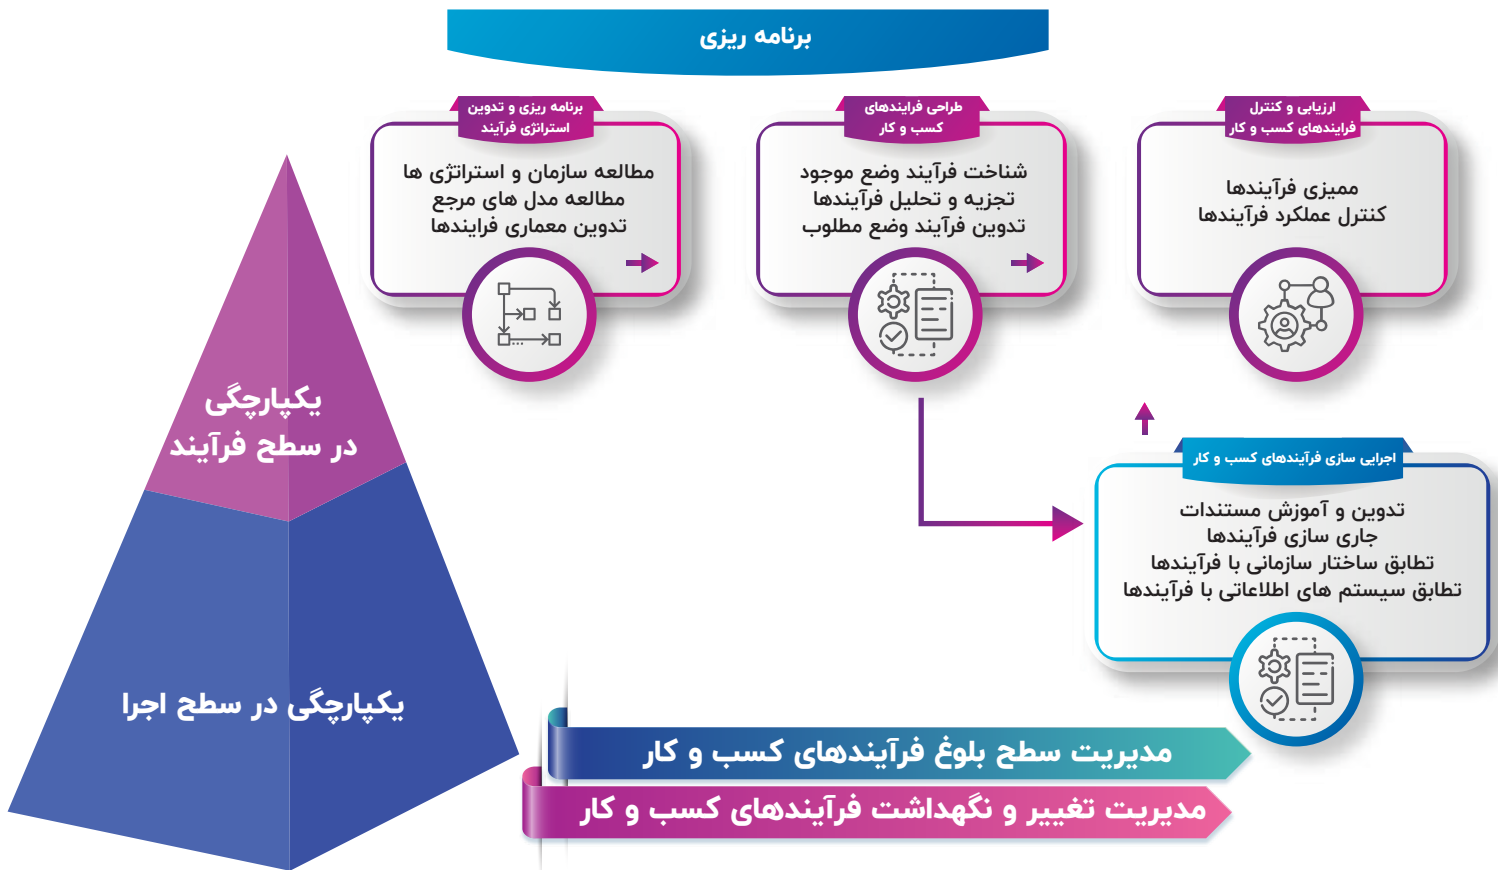 برنامه ریزی
برنامه ریزی و تدوین
استراتژی فرآیند
مطالعه سازمان و استراتژی ها
مطالعه مدل های مرجع
تدوین معماری فرایندها
طراحی فرایندهای
کسب و کار
شناخت فرآیند وضع موجود
تجزیه و تحلیل فرآیندها
تدوین فرآیند وضع مطلوب
ارزیابی و کنترل
فرایندهای کسب و کار
ممیزی فرآیندها
کنترل عملکرد فرآیندها
اجرایی سازی فرآیندهای کسب و کار
تدوین و آموزش مستندات
جاری سازی فرآیندها
تطابق ساختار سازمانی با فرآیندها
تطابق سیستم های اطلاعاتی با فرآیندها
یکپارچگی
در سطح فرآیند
یکپارچگی در سطح اجرا
مدیریت سطح بلوغ فرآیندهای کسب و کار
مدیریت تغییر و نگهداشت فرآیندهای کسب و کار